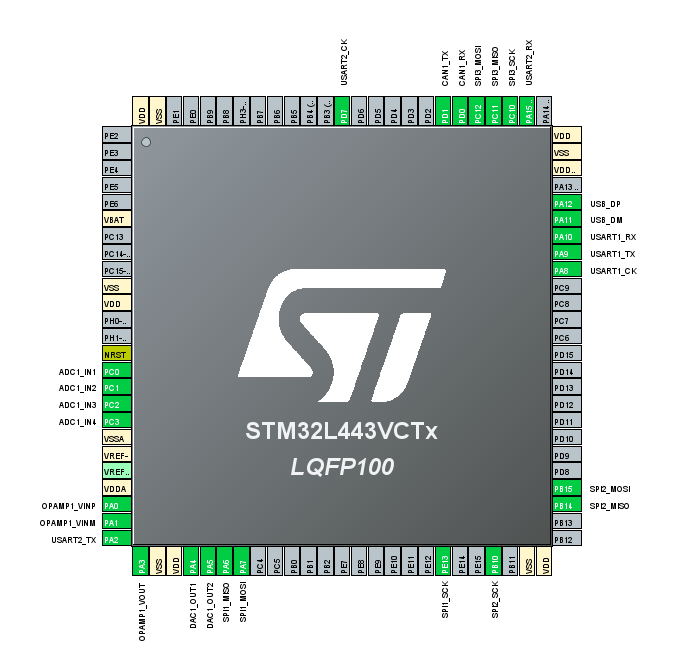 USART2_CK
CAN1_TX
CAN1_RX
SPI3_MOSI
SPI3_MISO
SPI3_SCK
USART2_RX
VDD
VSS
PE1
PE0
PB9
PB8
PH3-..
PB7
PB6
PB5
PB4 (..
PB3 (..
PD7
PD6
PD5
PD4
PD3
PD2
PD1
PD0
PC12
PC11
PC10
PA15..
PA14..
PE2
PE3
PE4
PE5
PE6
VBAT
PC13
PC14-..
PC15-..
VSS
VDD
PH0-..
PH1-..
NRST
ADC1_IN1 PC0
ADC1_IN2 PC1
ADC1_IN3 PC2
ADC1_IN4 PC3
VSSA
VREF-
VREF..
VDDA
OPAMP1_VINP PA0
OPAMP1_VINM PA1
USART2_TX PA2
STM32L443VCTx
LQFP100
VDD
VSS
VDD..
PA13..
PA12 USB_DP
PA11 USB_DM
PA10 USART1_RX
PA9 USART1_TX
PA8 USART1_CK
PC9
PC8
PC7
PC6
PD15
PD14
PD13
PD12
PD11
PD10
PD9
PD8
PB15 SPI2_MOSI
PB14 SPI2_MISO
PB13
PB12
PA3
VSS
VDD
PA4
PA5
PA6
PA7
PC4
PC5
PB0
PB1
PB2
PE7
PE8
PE9
PE10
PE11
PE12
PE13
PE14
PE15
PB10
PB11
VSS
VDD
OPAMP1_VOUT
DAC1_OUT1
DAC1_OUT2
SPI1_MISO
SPI1_MOSI
SPI1_SCK
SPI2_SCK